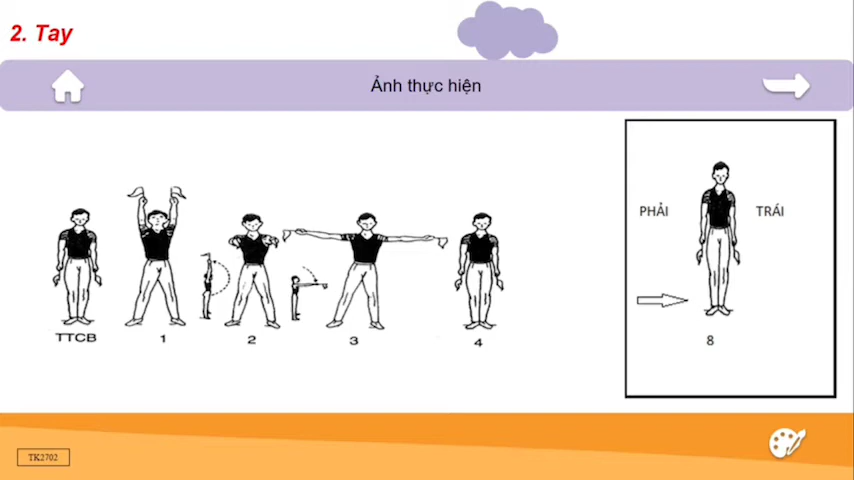 2. Tay
Ảnh thực hiện
PHẢI
TRÁI
TTCB
1
2
3
4
8
TK2702